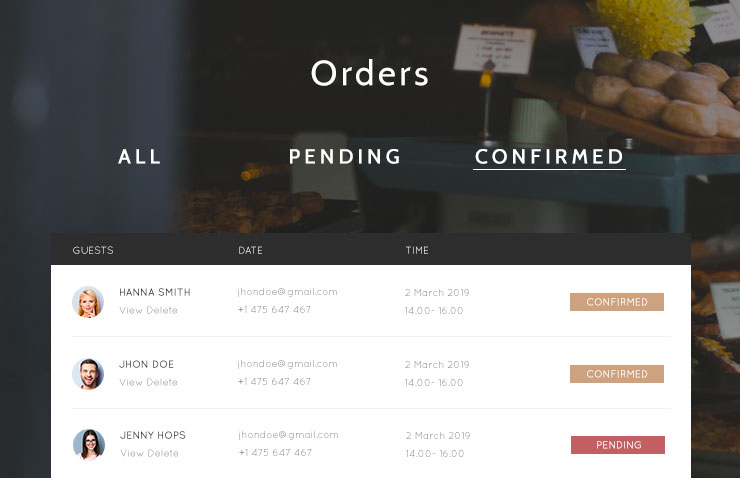 Orders
ALL PENDING CONFIRMED
GUESTS DATE TIME
HANNA SMITH jhondoe@gmail.com 2 March 2019 CONFIRMED
View Delete +1 475 647 467 14.00- 16.00
JHON DOE jhondoe@gmail.com 2 March 2019 CONFIRMED
View Delete +1 475 647 467 14.00- 16.00
JENNY HOPS jhondoe@gmail.com 2 March 2019 PENDING
View Delete +1 475 647 467 14.00- 16.00